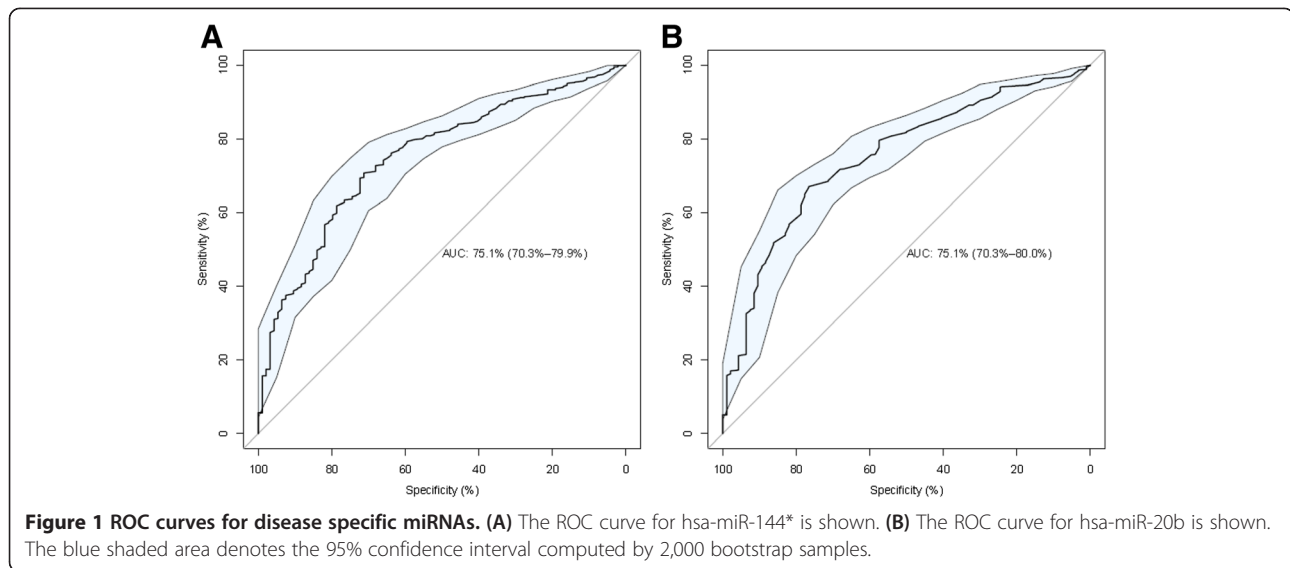 A
B
100
80
60
40
20
0
Sensitivity (%)
AUC: 75.1% (70.3%–79.9%)
100
80
60
40
20
0
Specificity (%)
100
80
60
40
20
0
Sensitivity (%)
AUC: 75.1% (70.3%–80.0%)
100
80
60
40
20
0
Specificity (%)
Figure 1 ROC curves for disease specific miRNAs. (A) The ROC curve for hsa-miR-144* is shown. (B) The ROC curve for hsa-miR-20b is shown.
The blue shaded area denotes the 95% confidence interval computed by 2,000 bootstrap samples.